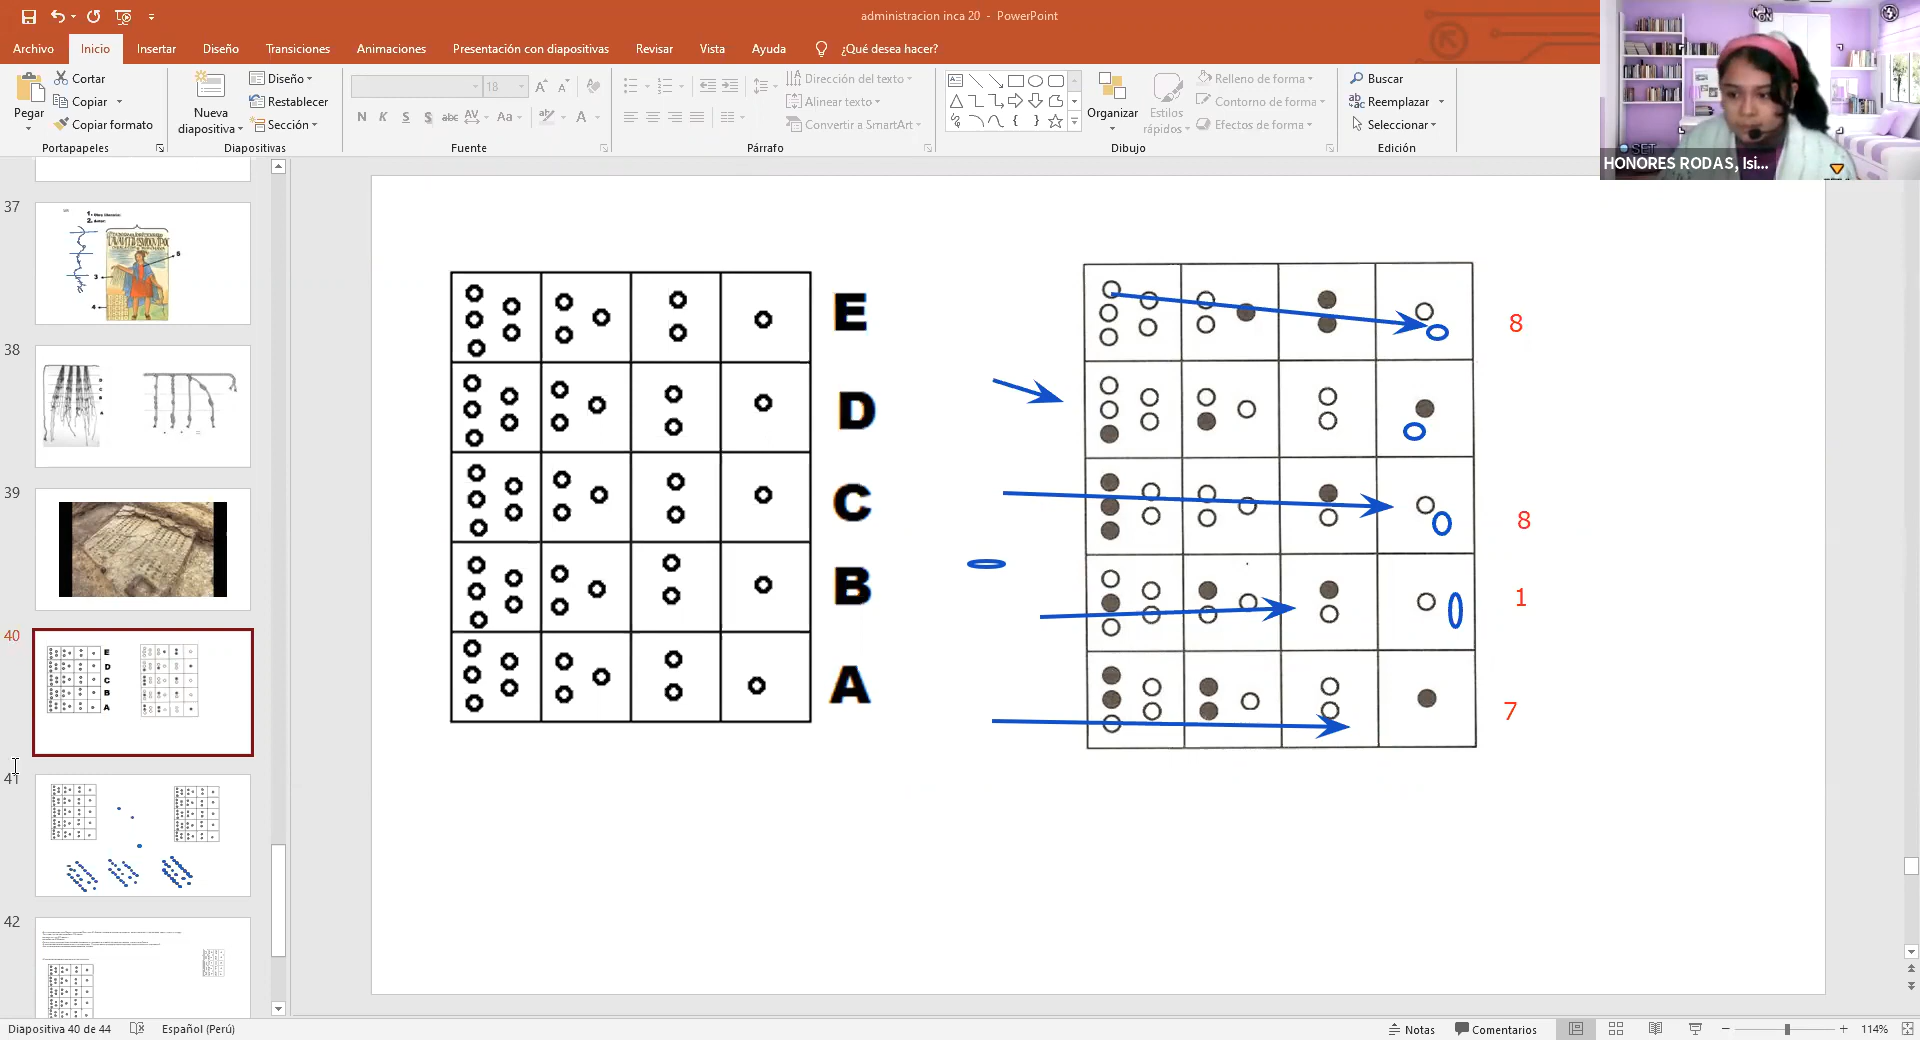 administracion inca 20 - PowerPoint
Archivo Inicio Insertar Diseño Transiciones Animaciones Presentación con diapositivas Revisar Vista Ayuda ¿Qué desea hacer?
Pegar
Cortar
Copiar
Copiar formato
Portapapeles
Nueva
diapositiva
Diseño
Restablecer
Sección
Diapositivas
18
N K S S abc AV Aa A
Fuente
Dirección del texto
Alinear texto
Convertir a SmartArt
Párrafo
Organizar
Estilos
rápidos
Relleno de forma
Contorno de forma
Efectos de forma
Dibujo
Buscar
Reemplazar
Seleccionar
Edición
HONORES RODAS, Isi...
37
38
39
40
41
42
E
D
C
B
A
8
8
1
7
Diapositiva 40 de 44 Español (Perú) Notas Comentarios 114%